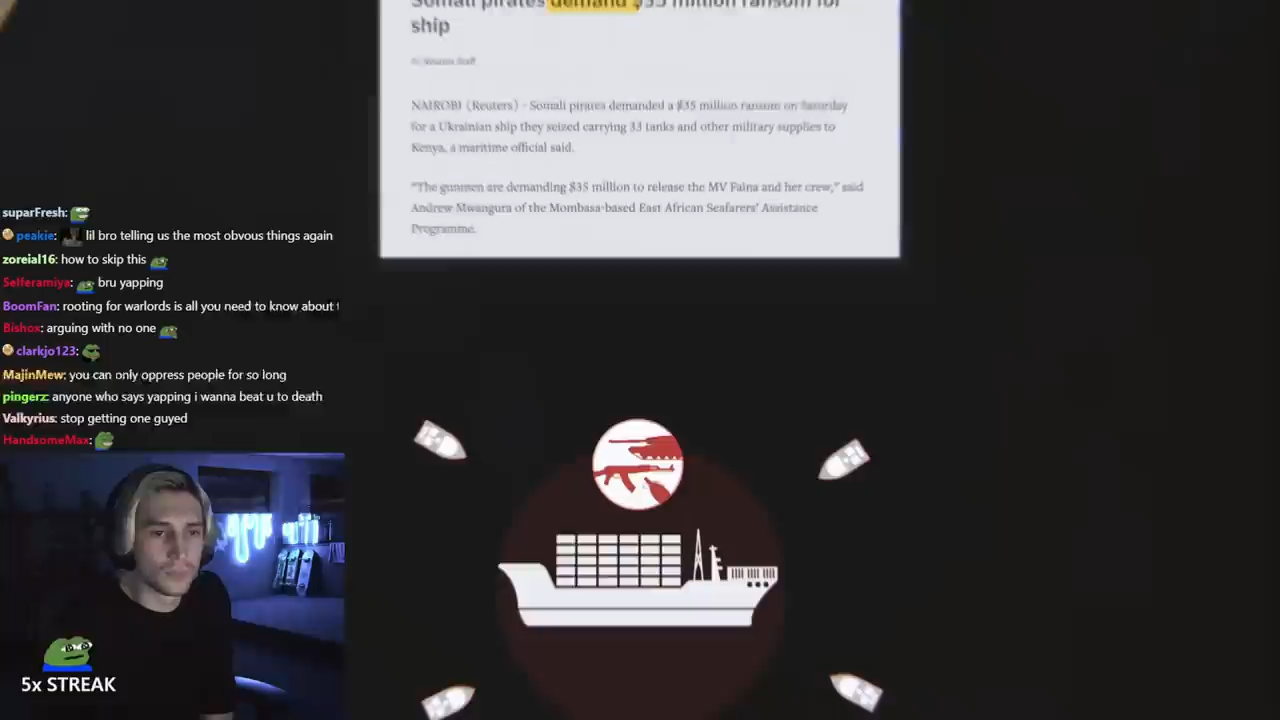 Somali pirates demand $35 million ransom for
ship
By Reuters Staff
NAIROBI (Reuters) - Somali pirates demanded a $35 million ransom on Saturday
for a Ukrainian ship they seized carrying 33 tanks and other military supplies to
Kenya, a maritime official said.
"The gunmen are demanding $35 million to release the MV Faina and her crew," said
Andrew Mwangura of the Mombasa-based East African Seafarers' Assistance
Programme.
suparFresh:
peakie: lil bro telling us the most obvous things again
zoreial16: how to skip this
Selferamiya: bru yapping
BoomFan: rooting for warlords is all you need to know about
Bishox: arguing with no one
clarkjo123:
MajinMew: you can only oppress people for so long
pingerz: anyone who says yapping i wanna beat u to death
Valkyrius: stop getting one guyed
HandsomeMax:
5x STREAK